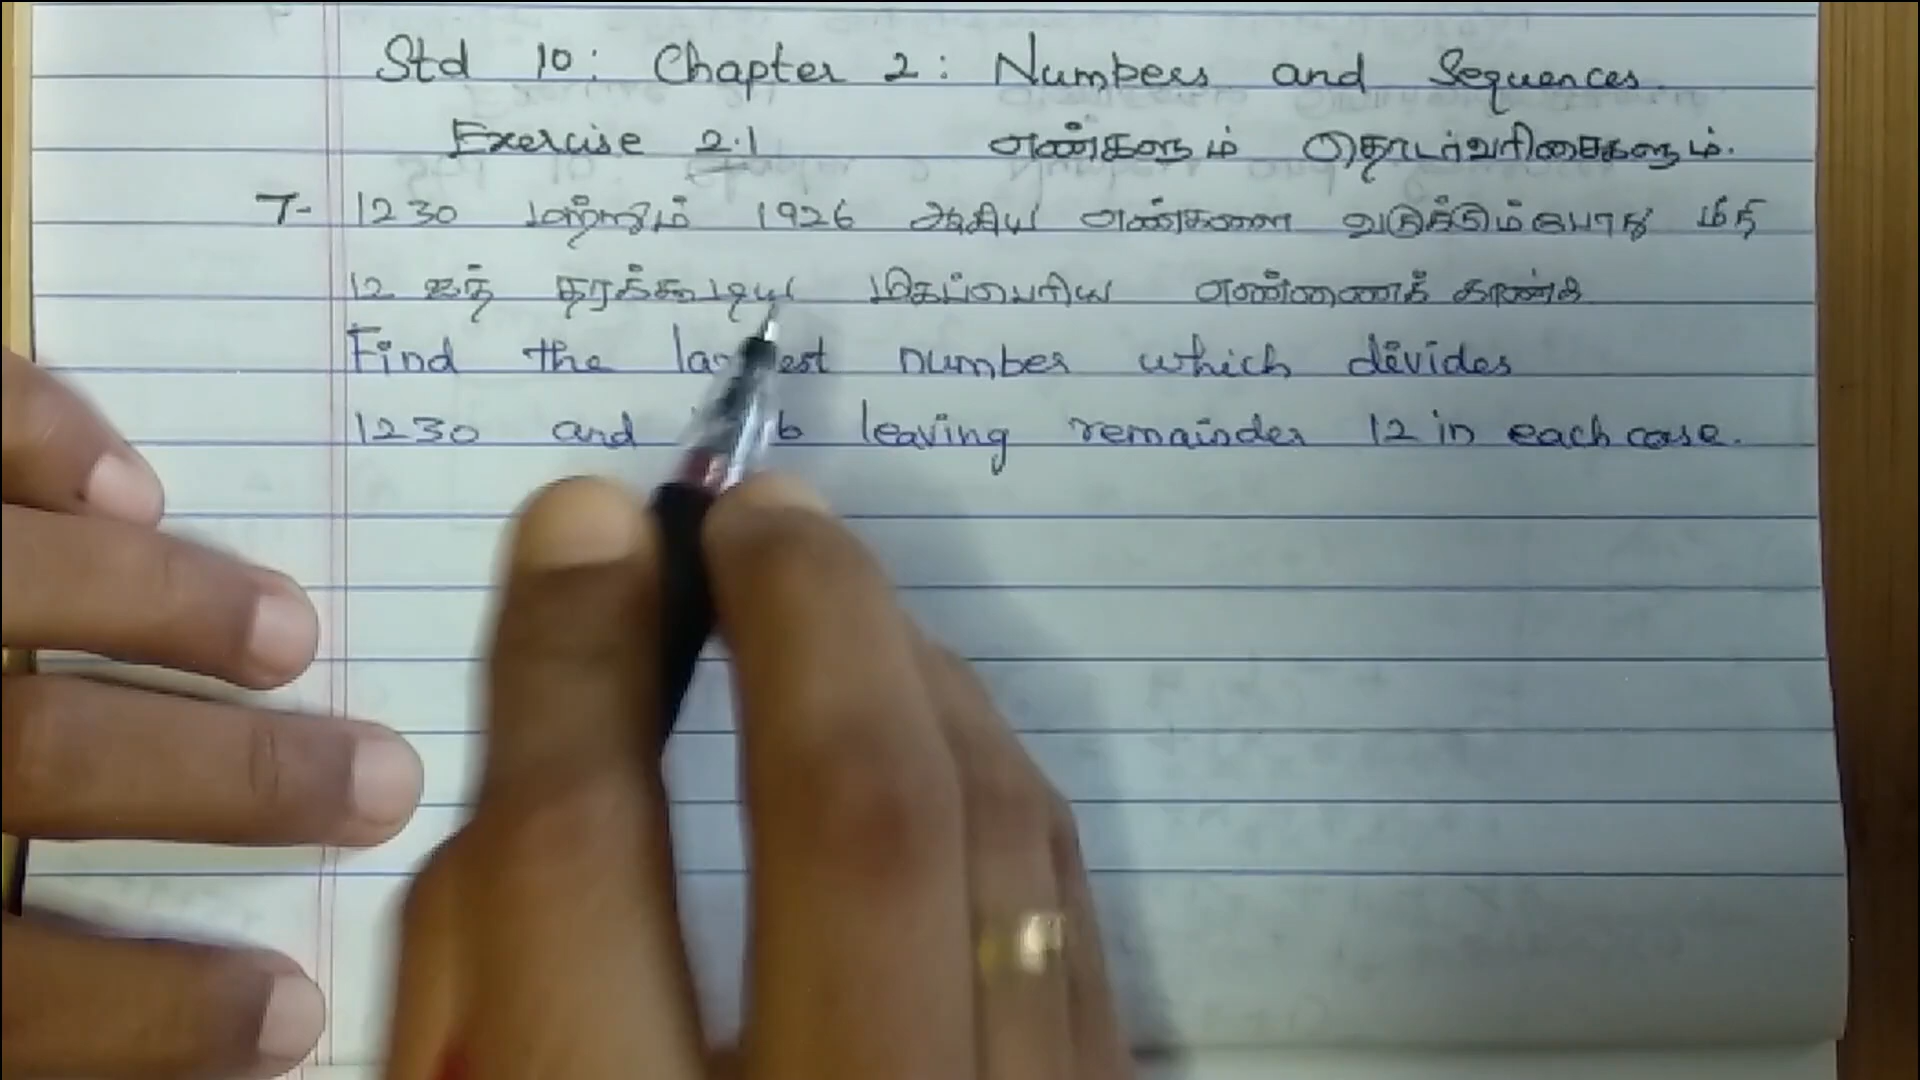 Std 10: Chapter 2: Numbers and Sequences
Exercise 2.1 எண்களும் தொடர்வரிசைகளும்.
7- 1230 மற்றும் 1926 ஆகிய எண்களை வகுக்கும்போது மீதி
12 ஐத் தரக்கூடிய மிகப்பெரிய எண்ணைக் காண்க
Find the number which divides
1230 and leaving remainder 12 in each case.